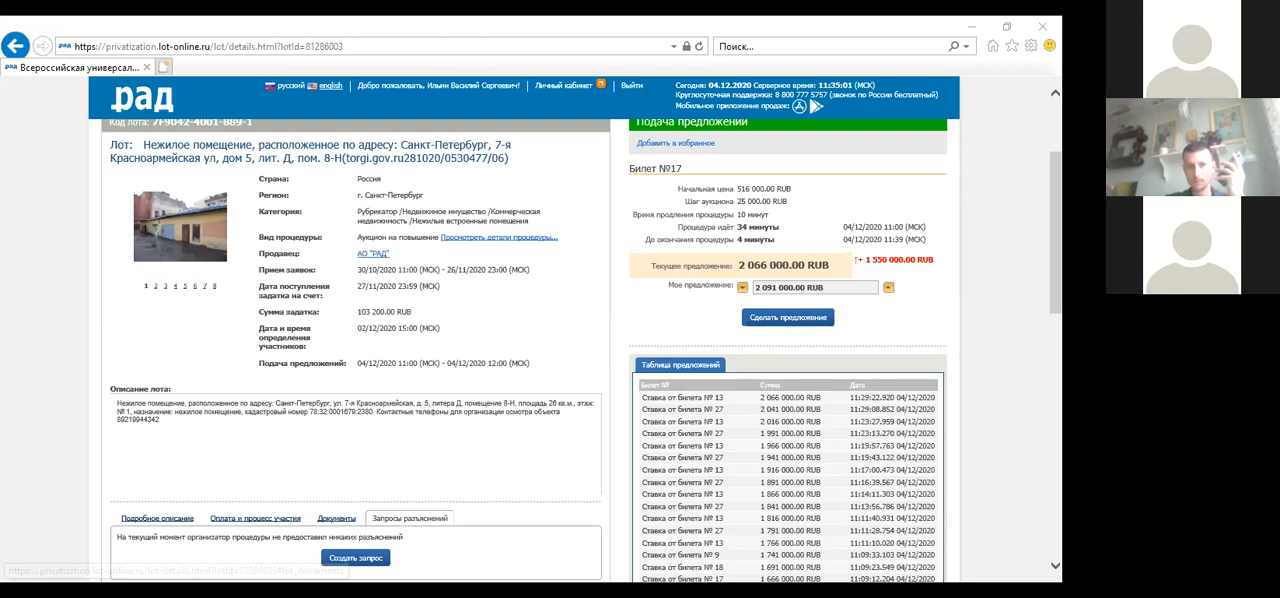 https://privatization.lot-online.ru/lot/details.html?lotId=81286003
Поиск...
Всероссийская универсал...
русский english Добро пожаловать, Ильин Василий Сергеевич! Личный кабинет Выйти
Сегодня: 04.12.2020 Серверное время: 11:35:01 (МСК)
Круглосуточная поддержка: 8 800 777 5757 (звонок по России бесплатный)
Мобильное приложение продаж:
рад
Код лота: 7F9042-4001-889-1
Лот: Нежилое помещение, расположенное по адресу: Санкт-Петербург, 7-я
Красноармейская ул, дом 5, лит. Д, пом. 8-Н(torgi.gov.ru281020/0530477/06)
Страна: Россия
Регион: г. Санкт-Петербург
Категория: Рубрикатор /Недвижимое имущество /Коммерческая
недвижимость /Нежилые встроенные помещения
Вид процедуры: Аукцион на повышение Просмотреть детали процедуры...
Продавец: АО "РАД"
Прием заявок: 30/10/2020 11:00 (МСК) - 26/11/2020 23:00 (МСК)
Дата поступления
задатка на счет: 27/11/2020 23:59 (МСК)
Сумма задатка: 103 200.00 RUB
Дата и время
определения
участников: 02/12/2020 15:00 (МСК)
Подача предложений: 04/12/2020 11:00 (МСК) - 04/12/2020 12:00 (МСК)
1 2 3 4 5 6 7 8
Описание лота:
Нежилое помещение, расположенное по адресу: Санкт-Петербург, ул. 7-я Красноармейская, д. 5, литера Д, помещение 8-Н, площадь 26 кв.м., этаж:
№ 1, назначение: нежилое помещение, кадастровый номер 78:32:0001679:2380. Контактные телефоны для организации осмотра объекта
89219944342
Подробное описание Оплата и процесс участия Документы Запросы разъяснений
На текущий момент организатор процедуры не предоставил никаких разъяснений
Создать запрос
Подача предложений
Добавить в избранное
Билет №17
Начальная цена 516 000.00 RUB
Шаг аукциона 25 000.00 RUB
Время продления процедуры 10 минут
Процедура идёт 34 минуты 04/12/2020 11:00 (МСК)
До окончания процедуры 4 минуты 04/12/2020 11:39 (МСК)
Текущее предложение: 2 066 000.00 RUB ↑+ 1 550 000.00 RUB
Мое предложение: 2 091 000.00 RUB
Сделать предложение
Таблица предложений
Билет № Сумма Дата
Ставка от билета № 13 2 066 000.00 RUB 11:29:22.920 04/12/2020
Ставка от билета № 27 2 041 000.00 RUB 11:29:08.852 04/12/2020
Ставка от билета № 13 2 016 000.00 RUB 11:23:27.959 04/12/2020
Ставка от билета № 27 1 991 000.00 RUB 11:23:13.270 04/12/2020
Ставка от билета № 13 1 966 000.00 RUB 11:19:57.763 04/12/2020
Ставка от билета № 27 1 941 000.00 RUB 11:19:43.122 04/12/2020
Ставка от билета № 13 1 916 000.00 RUB 11:17:00.473 04/12/2020
Ставка от билета № 27 1 891 000.00 RUB 11:16:39.567 04/12/2020
Ставка от билета № 13 1 866 000.00 RUB 11:14:11.303 04/12/2020
Ставка от билета № 27 1 841 000.00 RUB 11:13:56.786 04/12/2020
Ставка от билета № 13 1 816 000.00 RUB 11:11:40.931 04/12/2020
Ставка от билета № 27 1 791 000.00 RUB 11:11:28.754 04/12/2020
Ставка от билета № 13 1 766 000.00 RUB 11:11:10.020 04/12/2020
Ставка от билета № 9 1 741 000.00 RUB 11:09:33.103 04/12/2020
Ставка от билета № 18 1 691 000.00 RUB 11:09:23.549 04/12/2020
Ставка от билета № 17 1 666 000.00 RUB 11:09:12.204 04/12/2020